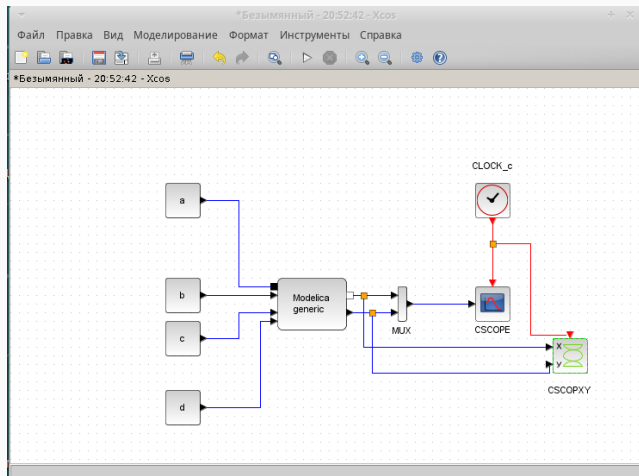 *Безымянный - 20:52:42 - Xcos
Файл Правка Вид Моделирование Формат Инструменты Справка
*Безымянный - 20:52:42 - Xcos
CLOCK_c
a
b
Modelica
generic
c
MUX
CSCOPE
X
y
CSCOPXY
d